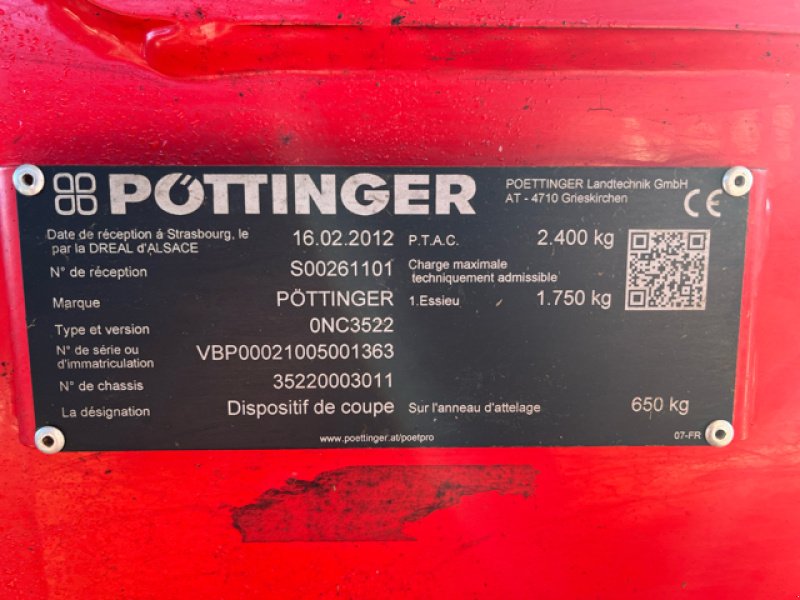 PÖTTINGER
POETTINGER Landtechnik GmbH
AT - 4710 Grieskirchen
CE
Date de réception á Strasbourg, le
par la DREAL d'ALSACE
16.02.2012
P.T.A.C.
2.400 kg
N° de réception
S00261101
Charge maximale
techniquement admissible
Marque
PÖTTINGER
1.Essieu
1.750 kg
Type et version
0NC3522
N° de série ou
d'immatriculation
VBP00021005001363
N° de chassis
35220003011
La désignation
Dispositif de coupe
Sur l'anneau d'attelage
650 kg
www.poettinger.at/poetpro
07-FR